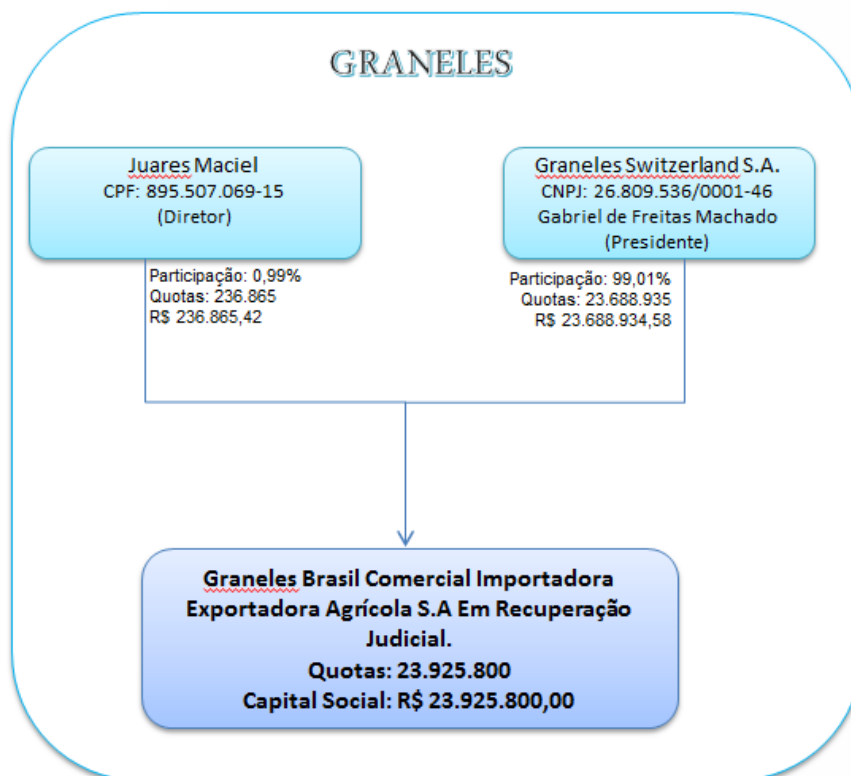 GRANELES
Juares Maciel
CPF: 895.507.069-15
(Diretor)
Graneles Switzerland S.A.
CNPJ: 26.809.536/0001-46
Gabriel de Freitas Machado
(Presidente)
Participação: 0,99%
Quotas: 236.865
R$ 236.865,42
Participação: 99,01%
Quotas: 23.688.935
R$ 23.688.934,58
Graneles Brasil Comercial Importadora
Exportadora Agrícola S.A Em Recuperação
Judicial.
Quotas: 23.925.800
Capital Social: R$ 23.925.800,00